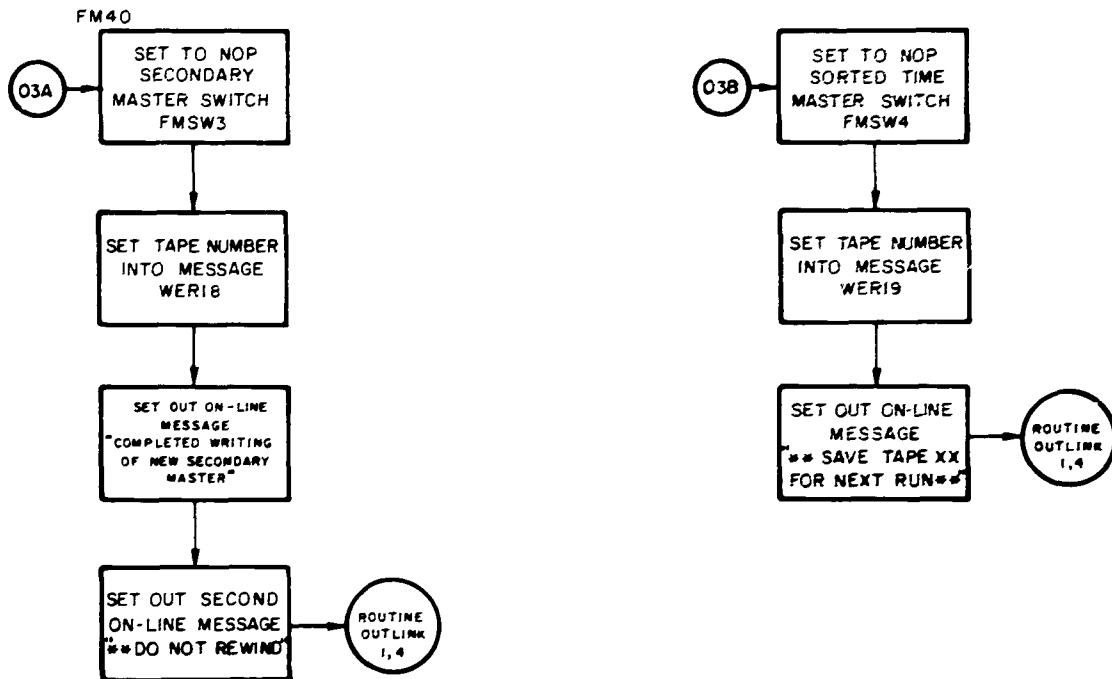 FM40
03A
SET TO NOP
SECONDARY
MASTER SWITCH
FMSW3
SET TAPE NUMBER
INTO MESSAGE
WER18
SET OUT ON-LINE
MESSAGE
"COMPLETED WRITING
OF NEW SECONDARY
MASTER"
SET OUT SECOND
ON-LINE MESSAGE
"**DO NOT REWIND"
ROUTINE
OUTLINK
1,4
03B
SET TO NOP
SORTED TIME
MASTER SWITCH
FMSW4
SET TAPE NUMBER
INTO MESSAGE
WER19
SET OUT ON-LINE
MESSAGE
"** SAVE TAPE XX
FOR NEXT RUN**"
ROUTINE
OUTLINK
1,4